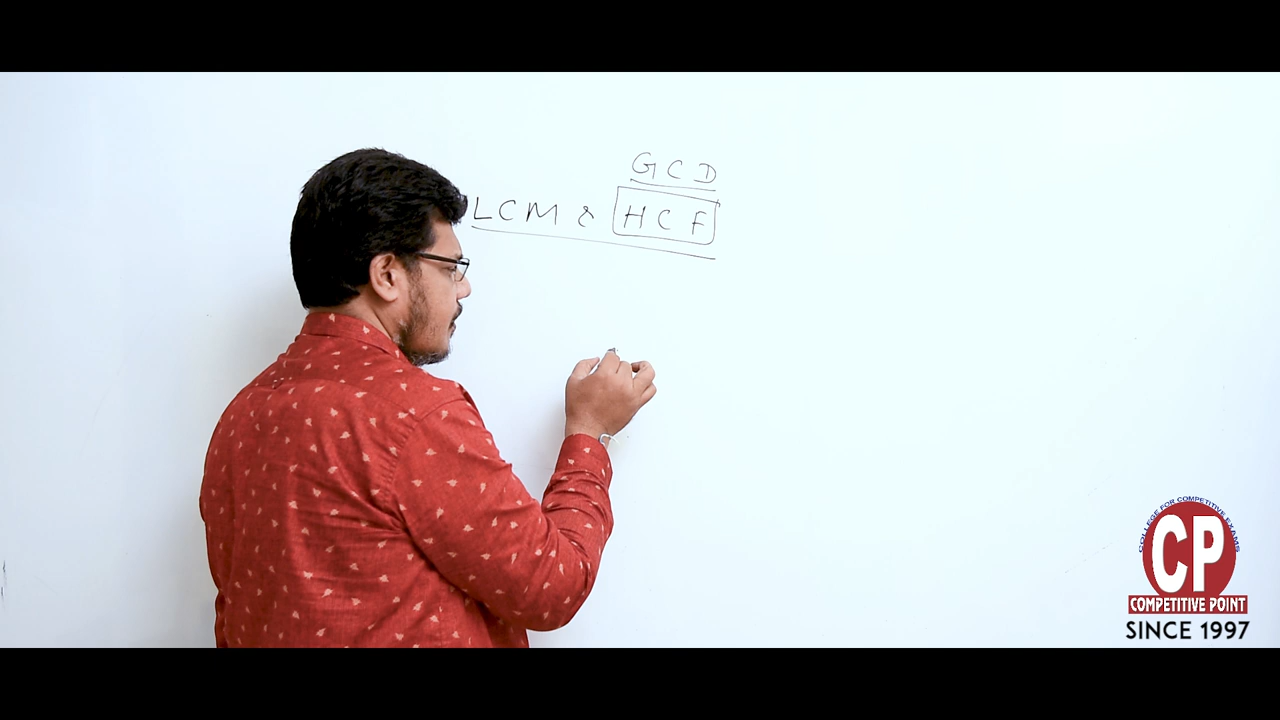 GCD
LCM & HCF
COLLEGE FOR COMPETITIVE EXAMS
CP
COMPETITIVE POINT
SINCE 1997